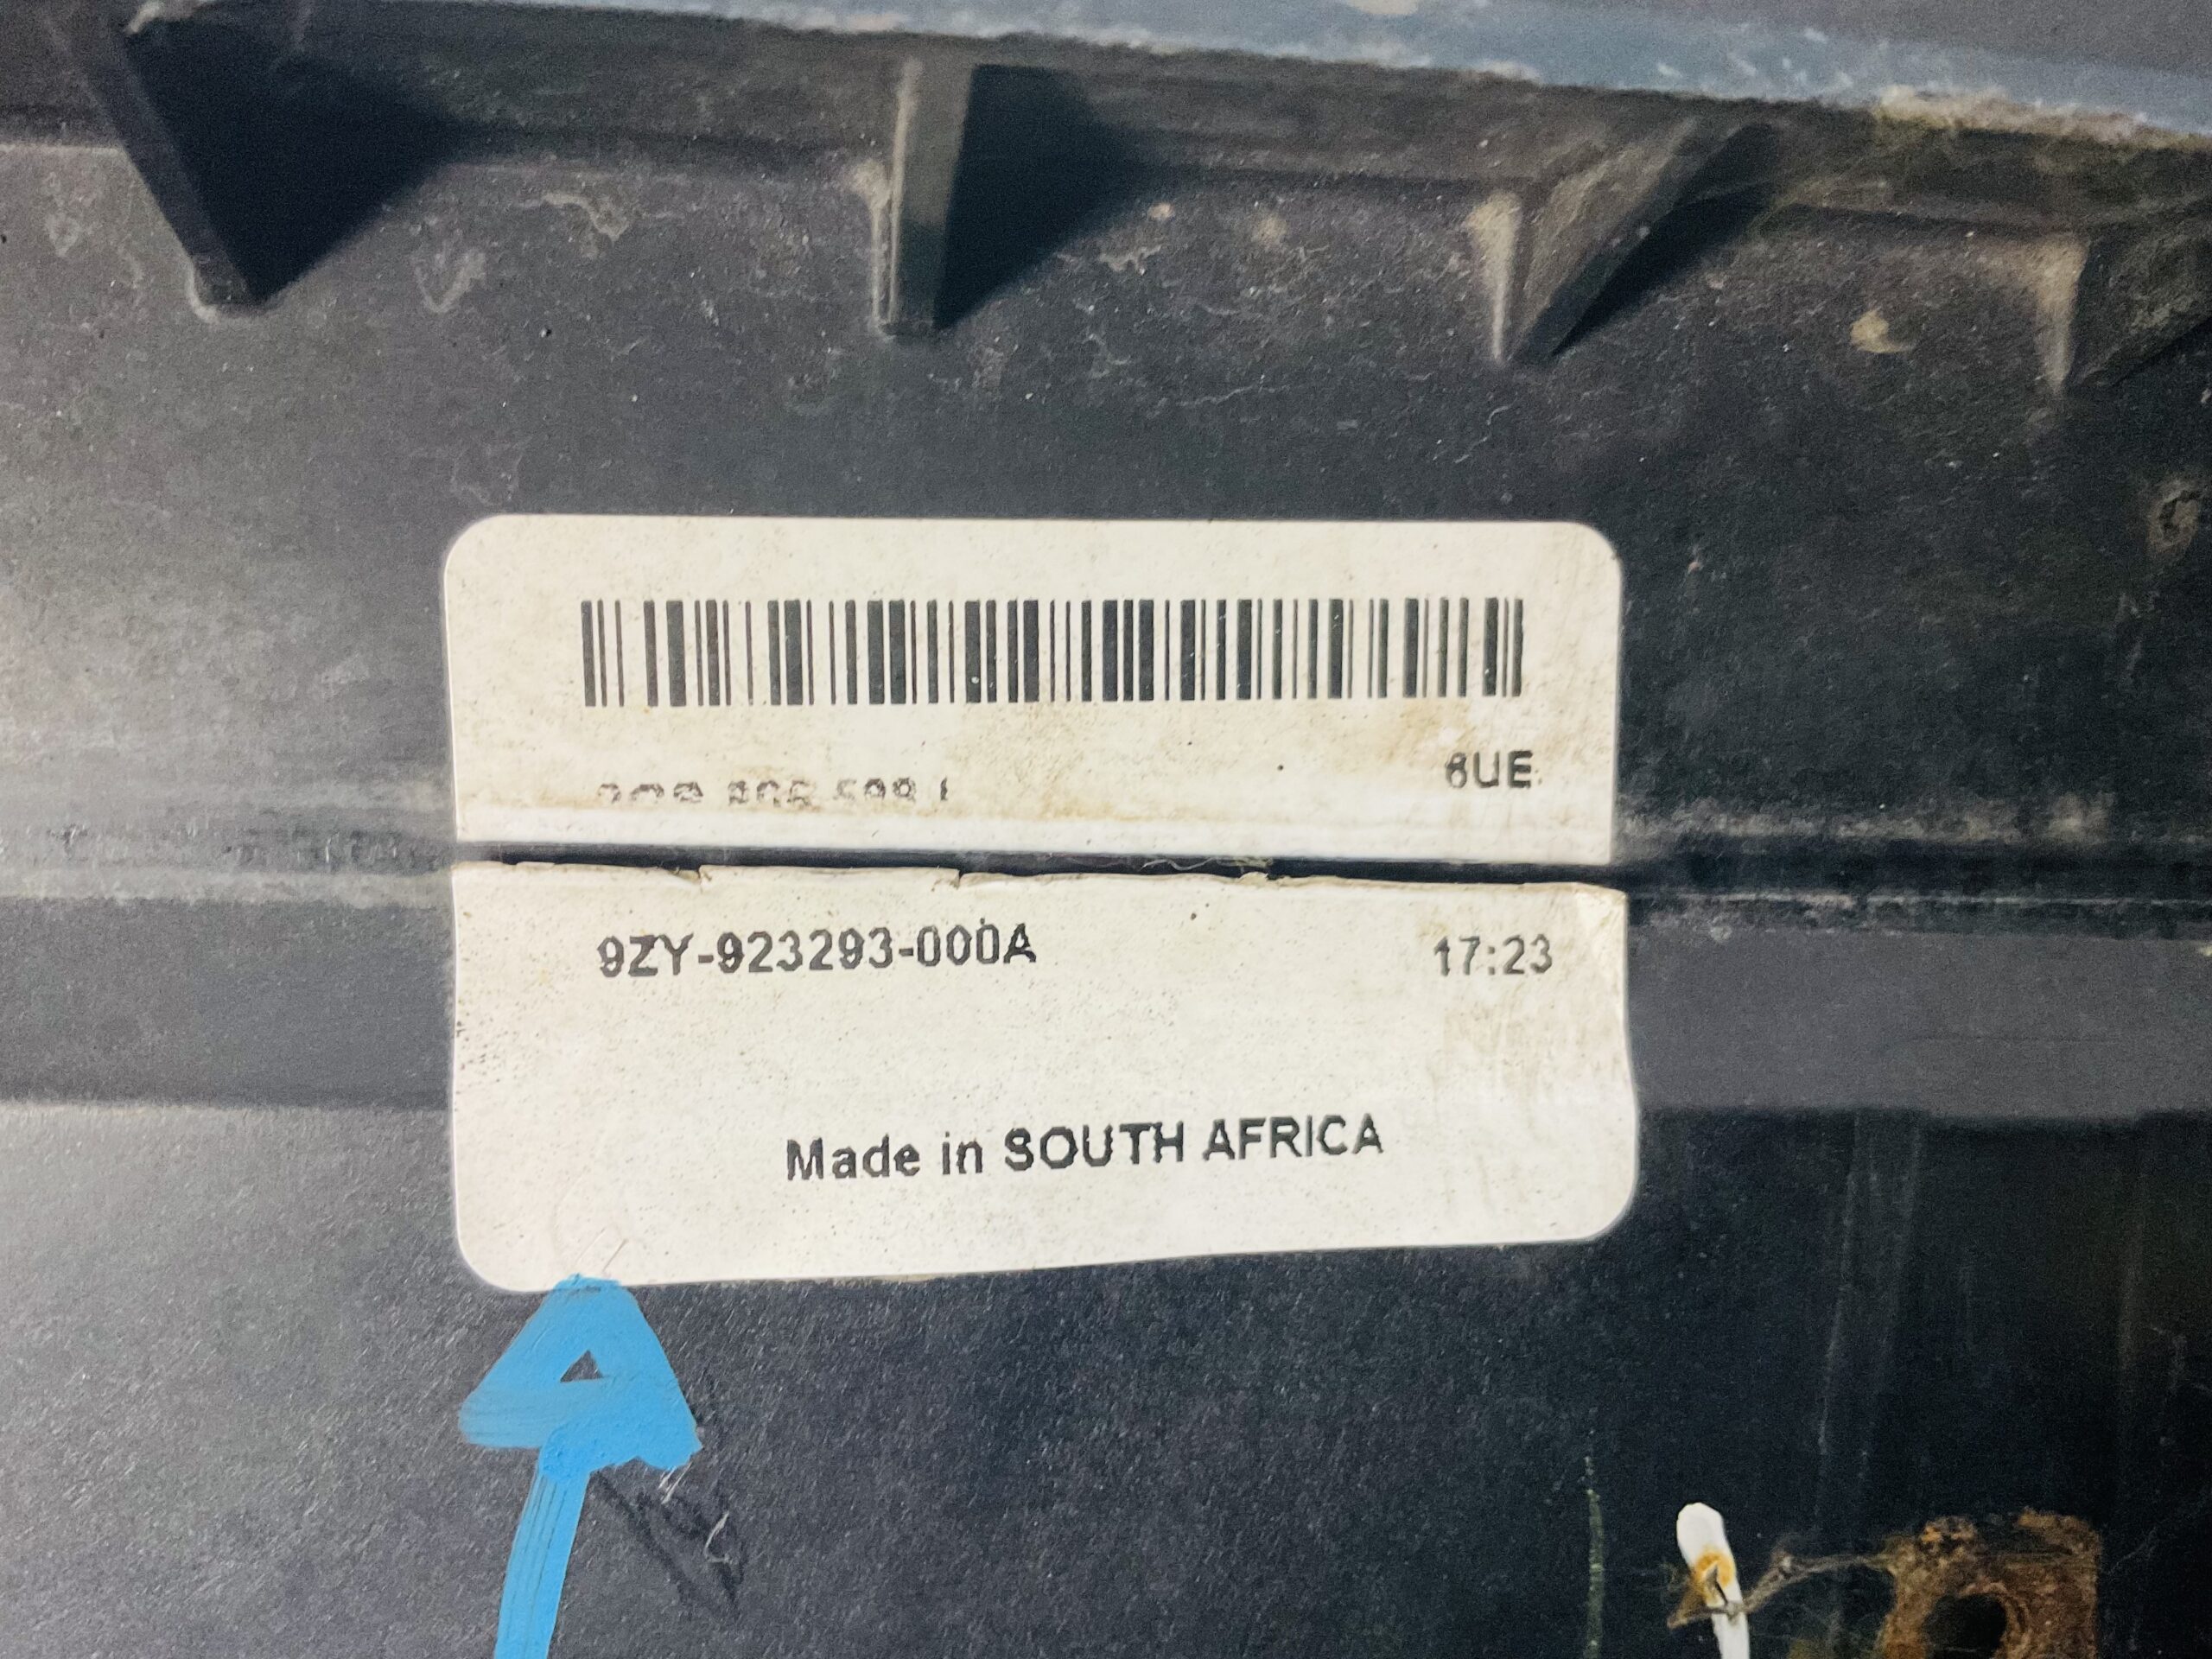 6UE
9ZY-923293-000A 17:23
Made in SOUTH AFRICA